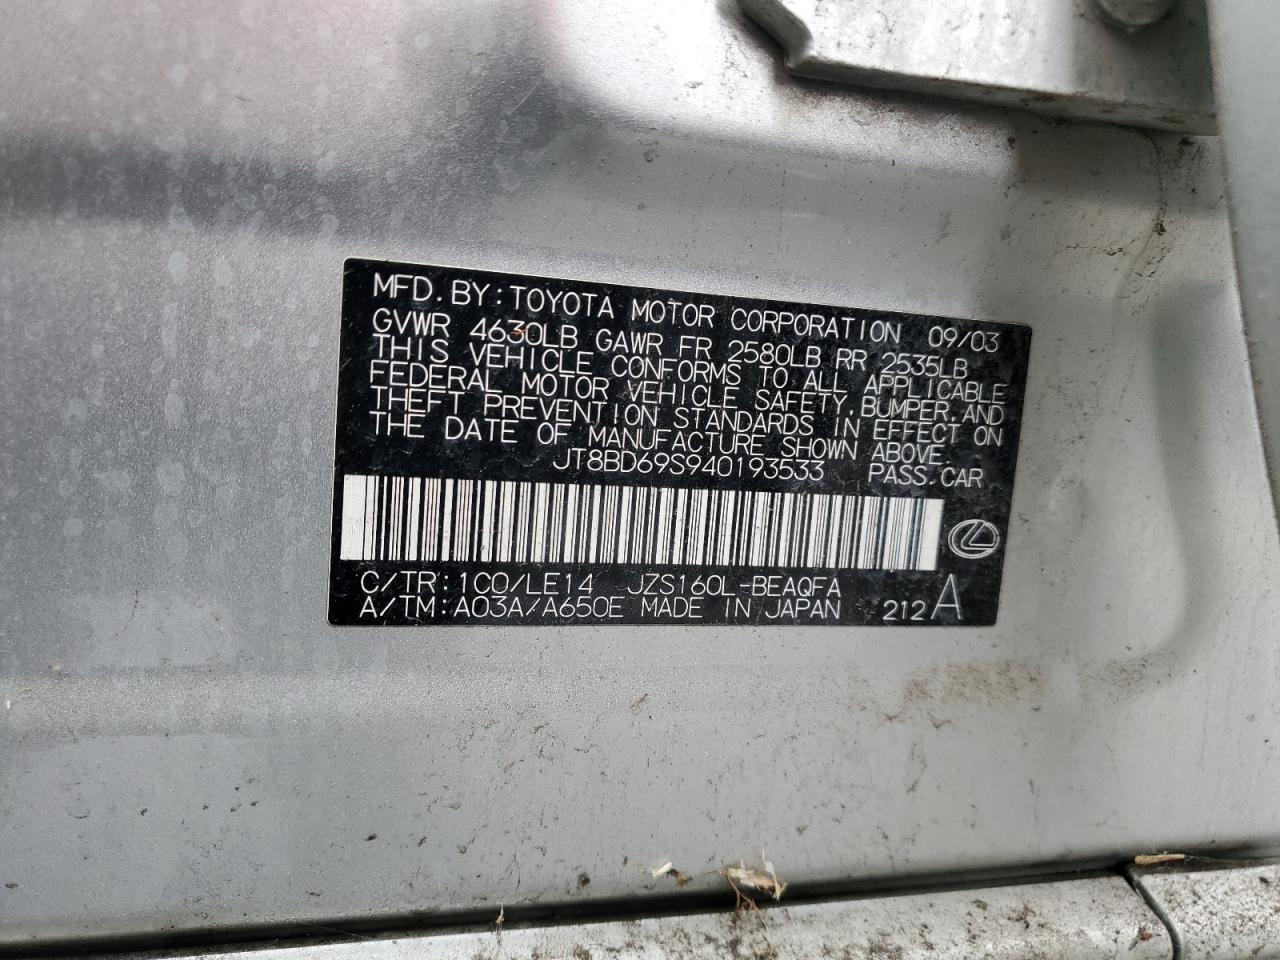 MFD. BY: TOYOTA MOTOR CORPORATION 09/03
GVWR 4630LB GAWR FR 2580LB RR 2535LB
THIS VEHICLE CONFORMS TO ALL APPLICABLE
FEDERAL MOTOR VEHICLE SAFETY, BUMPER, AND
THEFT PREVENTION STANDARDS IN EFFECT ON
THE DATE OF MANUFACTURE SHOWN ABOVE.
JT8BD69S940193533 PASS. CAR
C/TR: 1C0/LE14 JZS160L-BEAQFA
A/TM: A03A/A650E MADE IN JAPAN 212 A